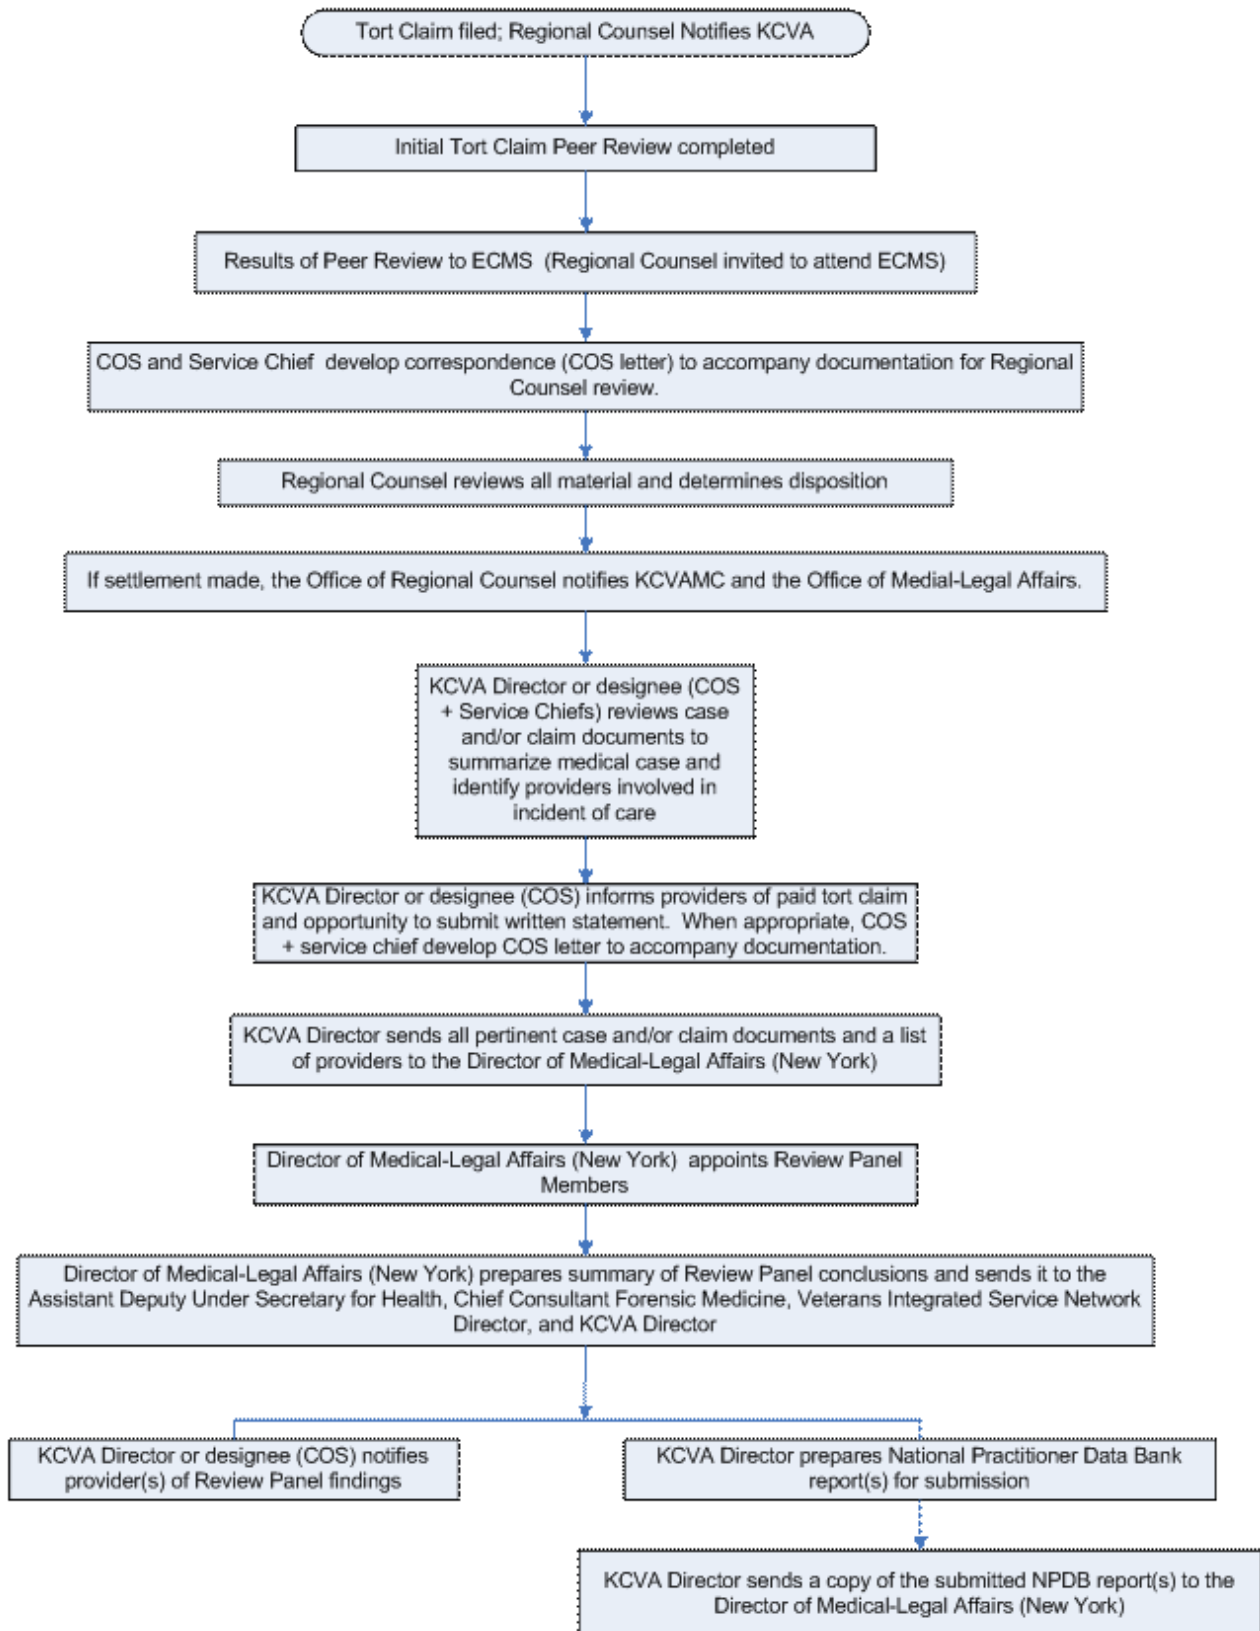 Tort Claim filed; Regional Counsel Notifies KCVA
Initial Tort Claim Peer Review completed
Results of Peer Review to ECMS  (Regional Counsel invited to attend ECMS)
COS and Service Chief  develop correspondence (COS letter) to accompany documentation for Regional
Counsel review.
Regional Counsel reviews all material and determines disposition
If settlement made, the Office of Regional Counsel notifies KCVAMC and the Office of Medial-Legal Affairs.
KCVA Director or designee (COS
+ Service Chiefs) reviews case
and/or claim documents to
summarize medical case and
identify providers involved in
incident of care
KCVA Director or designee (COS) informs providers of paid tort claim
and opportunity to submit written statement.  When appropriate, COS
+ service chief develop COS letter to accompany documentation.
KCVA Director sends all pertinent case and/or claim documents and a list
of providers to the Director of Medical-Legal Affairs (New York)
Director of Medical-Legal Affairs (New York)  appoints Review Panel
Members
Director of Medical-Legal Affairs (New York) prepares summary of Review Panel conclusions and sends it to the
Assistant Deputy Under Secretary for Health, Chief Consultant Forensic Medicine, Veterans Integrated Service Network
Director, and KCVA Director
KCVA Director or designee (COS) notifies
provider(s) of Review Panel findings
KCVA Director prepares National Practitioner Data Bank
report(s) for submission
KCVA Director sends a copy of the submitted NPDB report(s) to the
Director of Medical-Legal Affairs (New York)